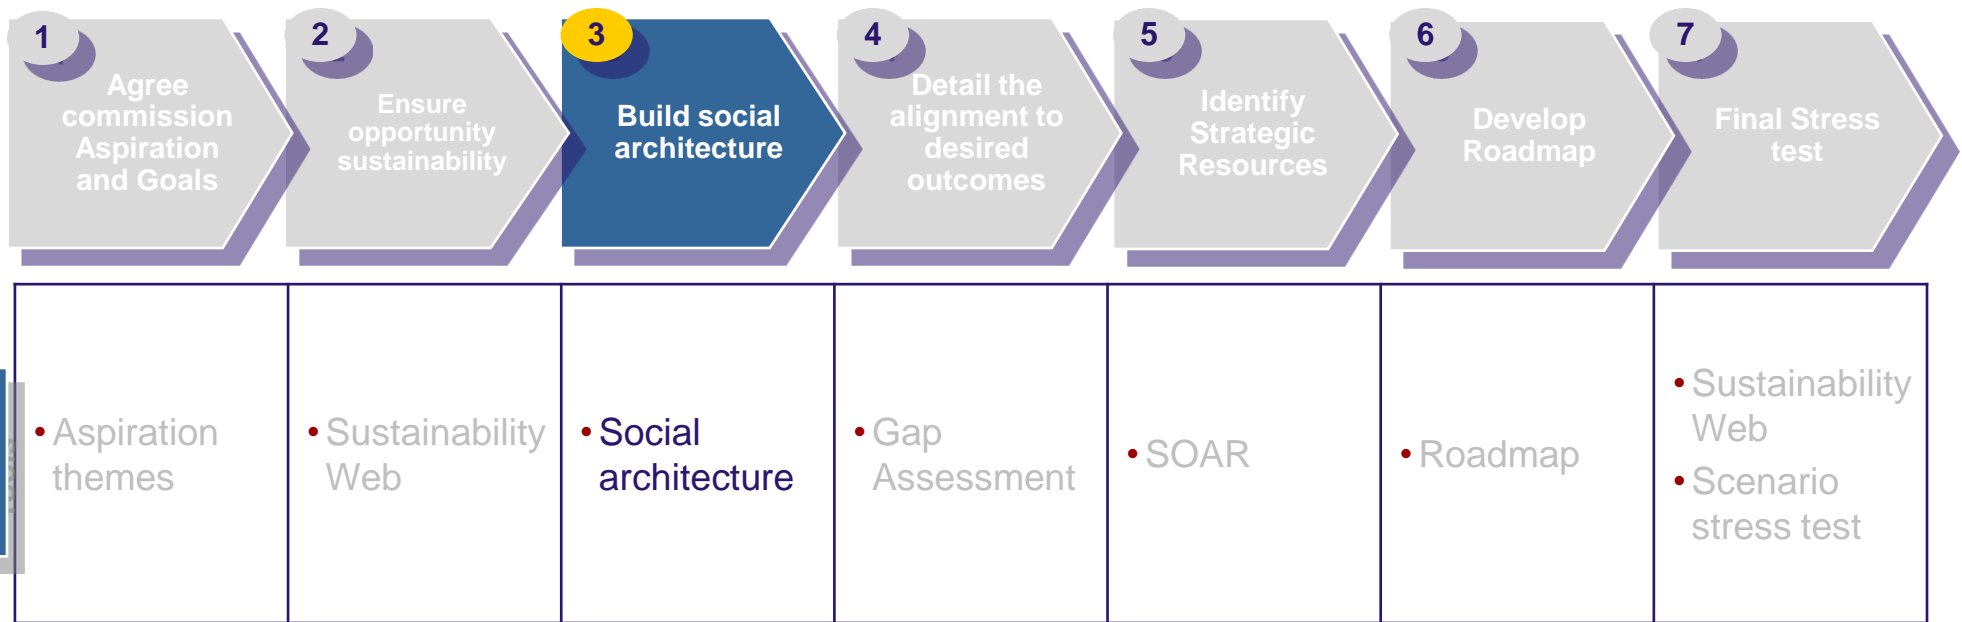 1
Agree
commission
Aspiration
and Goals
2
Ensure
opportunity
sustainability
3
Build social
architecture
4
Detail the
alignment to
desired
outcomes
5
Identify
Strategic
Resources
6
Develop
Roadmap
7
Final Stress
test
• Aspiration
themes
• Sustainability
Web
• Social
architecture
• Gap
Assessment
• SOAR
• Roadmap
• Sustainability
Web
• Scenario
stress test